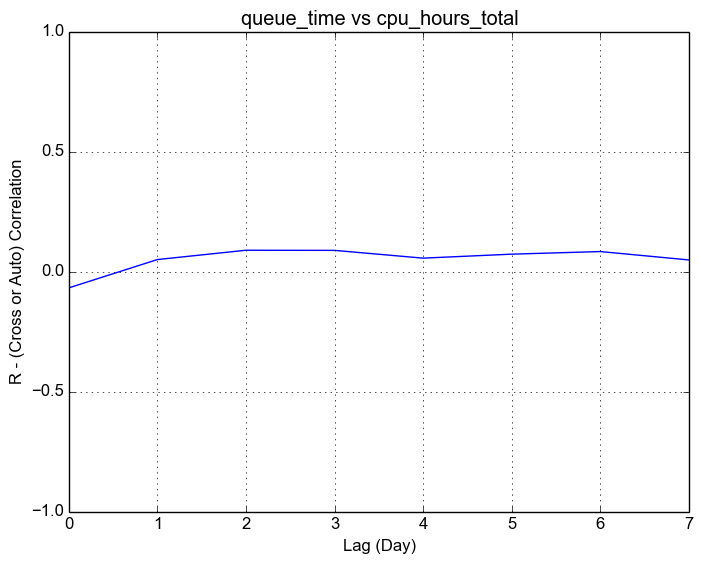 queue_time vs cpu_hours_total
R - (Cross or Auto) Correlation
1.0
0.5
0.0
−0.5
−1.0
0 1 2 3 4 5 6 7
Lag (Day)